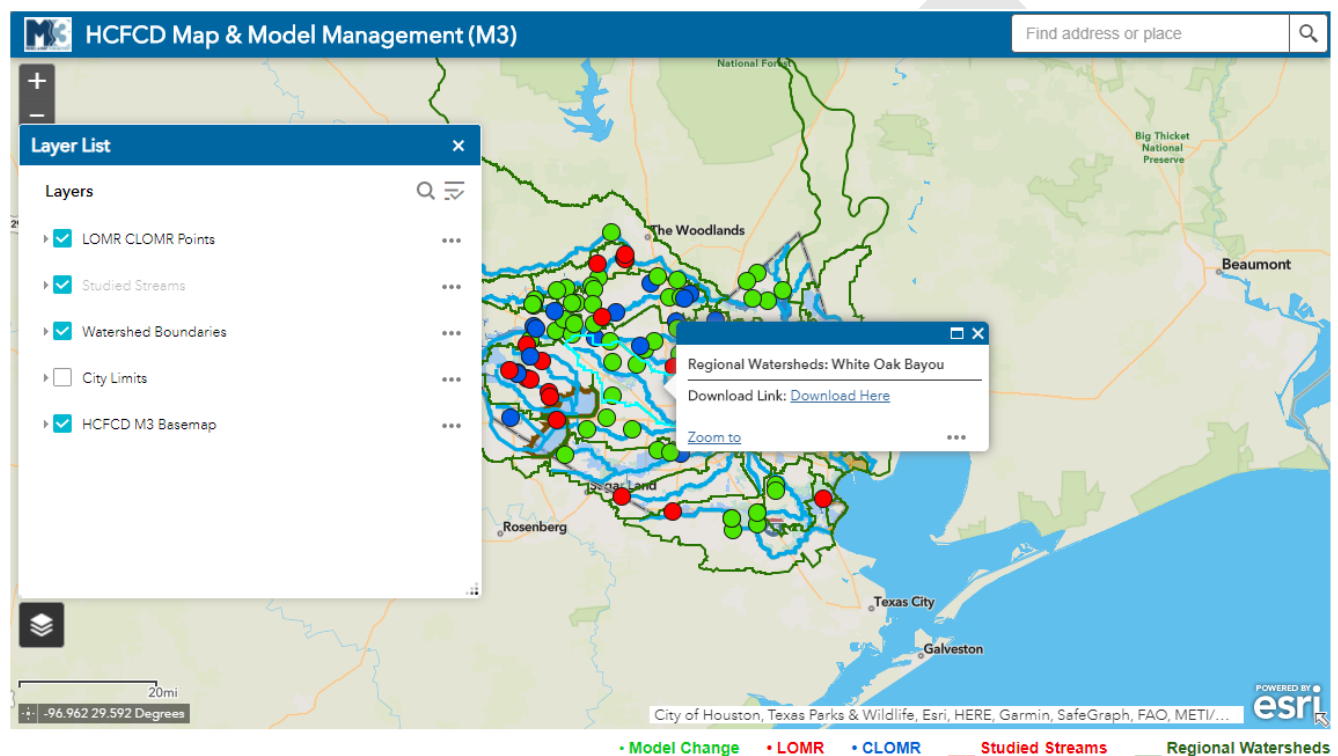 M3 HCFCD Map & Model Management (M3)
Find address or place
National Forest
+
−
Layer List
Layers
LOMR CLOMR Points
Studied Streams
Watershed Boundaries
City Limits
HCFCD M3 Basemap
Big Thicket
National
Preserve
The Woodlands
Beaumont
Regional Watersheds: White Oak Bayou
Download Link: Download Here
Zoom to
Sugar Land
Rosenberg
Texas City
Galveston
20mi
-96.962 29.592 Degrees
City of Houston, Texas Parks & Wildlife, Esri, HERE, Garmin, SafeGraph, FAO, METI/...
POWERED BY
esri
• Model Change • LOMR • CLOMR __ Studied Streams __ Regional Watersheds